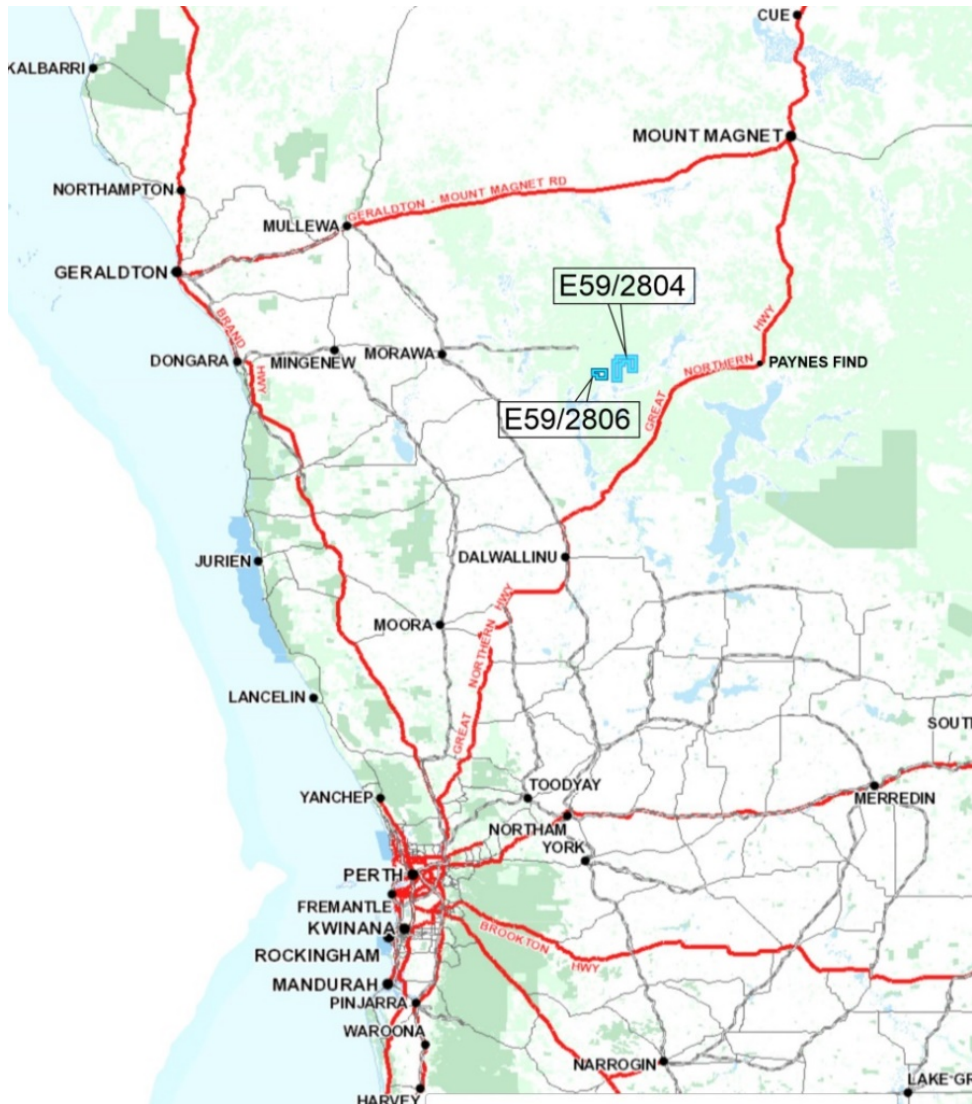 CUE
KALBARRI
MOUNT MAGNET
GERALDTON - MOUNT MAGNET RD
NORTHAMPTON
MULLEWA
GERALDTON
E59/2804
BRAND
HWY
DONGARA
MINGENEW
MORAWA
HWY
NORTHERN
GREAT
PAYNES FIND
E59/2806
JURIEN
DALWALLINU
HWY
NORTHERN
GREAT
MOORA
LANCELIN
SOUT
YANCHEP
TOODYAY
MERREDIN
NORTHAM
YORK
PERTH
FREMANTLE
KWINANA
BROOKTON
HWY
ROCKINGHAM
MANDURAH
PINJARRA
WAROONA
NARROGIN
LAKE GR
HARVEY